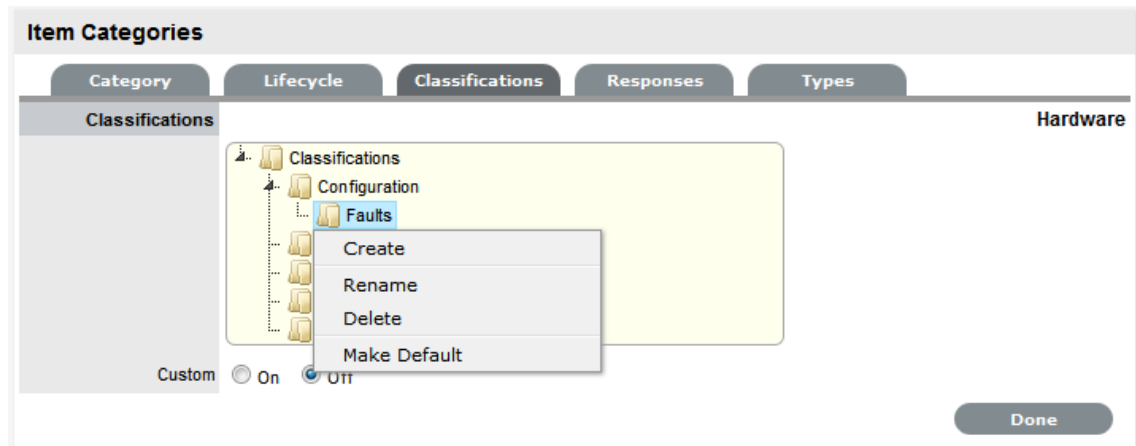 Item Categories
Category Lifecycle Classifications Responses Types
Classifications Hardware
Classifications
Configuration
Faults
Create
Rename
Delete
Make Default
Custom On Off
Done